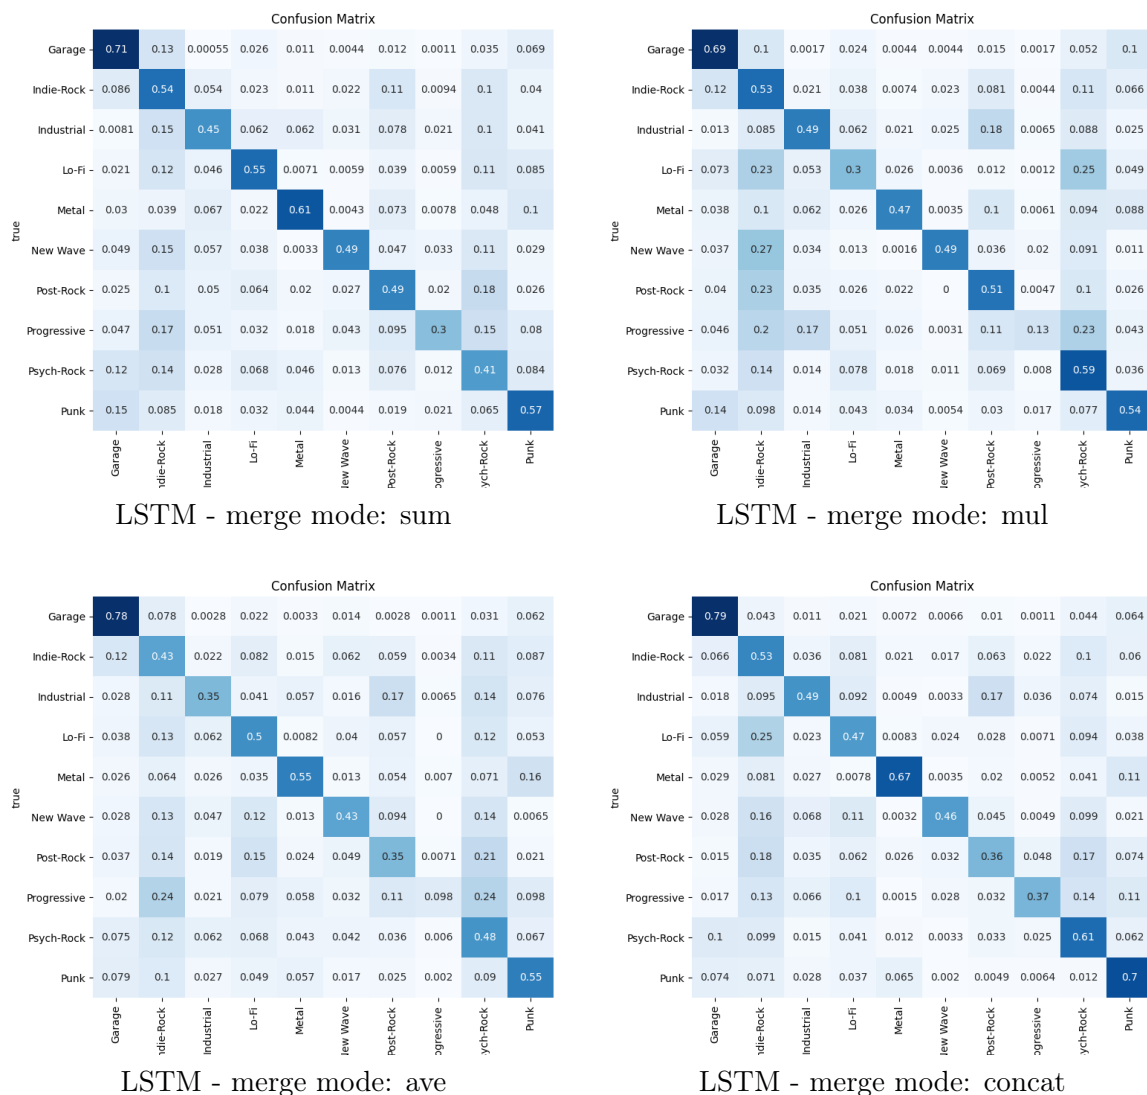 Confusion Matrix
Garage 0.71 0.13 0.00055 0.026 0.011 0.0044 0.012 0.0011 0.035 0.069
Indie-Rock 0.086 0.54 0.054 0.023 0.011 0.022 0.11 0.0094 0.1 0.04
Industrial 0.0081 0.15 0.45 0.062 0.062 0.031 0.078 0.021 0.1 0.041
Lo-Fi 0.021 0.12 0.046 0.55 0.0071 0.0059 0.039 0.0059 0.11 0.085
Metal 0.03 0.039 0.067 0.022 0.61 0.0043 0.073 0.0078 0.048 0.1
true
New Wave 0.049 0.15 0.057 0.038 0.0033 0.49 0.047 0.033 0.11 0.029
Post-Rock 0.025 0.1 0.05 0.064 0.02 0.027 0.49 0.02 0.18 0.026
Progressive 0.047 0.17 0.051 0.032 0.018 0.043 0.095 0.3 0.15 0.08
Psych-Rock 0.12 0.14 0.028 0.068 0.046 0.013 0.076 0.012 0.41 0.084
Punk 0.15 0.085 0.018 0.032 0.044 0.0044 0.019 0.021 0.065 0.57
Garage ndie-Rock Industrial Lo-Fi Metal New Wave Post-Rock ogressive ych-Rock Punk
LSTM - merge mode: sum
Confusion Matrix
Garage 0.69 0.1 0.0017 0.024 0.0044 0.0044 0.015 0.0017 0.052 0.1
Indie-Rock 0.12 0.53 0.021 0.038 0.0074 0.023 0.081 0.0044 0.11 0.066
Industrial 0.013 0.085 0.49 0.062 0.021 0.025 0.18 0.0065 0.088 0.025
Lo-Fi 0.073 0.23 0.053 0.3 0.026 0.0036 0.012 0.0012 0.25 0.049
Metal 0.038 0.1 0.062 0.026 0.47 0.0035 0.1 0.0061 0.094 0.088
true
New Wave 0.037 0.27 0.034 0.013 0.0016 0.49 0.036 0.02 0.091 0.011
Post-Rock 0.04 0.23 0.035 0.026 0.022 0 0.51 0.0047 0.1 0.026
Progressive 0.046 0.2 0.17 0.051 0.026 0.0031 0.11 0.13 0.23 0.043
Psych-Rock 0.032 0.14 0.014 0.078 0.018 0.011 0.069 0.008 0.59 0.036
Punk 0.14 0.098 0.014 0.043 0.034 0.0054 0.03 0.017 0.077 0.54
Garage ndie-Rock Industrial Lo-Fi Metal New Wave Post-Rock ogressive ych-Rock Punk
LSTM - merge mode: mul
Confusion Matrix
Garage 0.78 0.078 0.0028 0.022 0.0033 0.014 0.0028 0.0011 0.031 0.062
Indie-Rock 0.12 0.43 0.022 0.082 0.015 0.062 0.059 0.0034 0.11 0.087
Industrial 0.028 0.11 0.35 0.041 0.057 0.016 0.17 0.0065 0.14 0.076
Lo-Fi 0.038 0.13 0.062 0.5 0.0082 0.04 0.057 0 0.12 0.053
Metal 0.026 0.064 0.026 0.035 0.55 0.013 0.054 0.007 0.071 0.16
true
New Wave 0.028 0.13 0.047 0.12 0.013 0.43 0.094 0 0.14 0.0065
Post-Rock 0.037 0.14 0.019 0.15 0.024 0.049 0.35 0.0071 0.21 0.021
Progressive 0.02 0.24 0.021 0.079 0.058 0.032 0.11 0.098 0.24 0.098
Psych-Rock 0.075 0.12 0.062 0.068 0.043 0.042 0.036 0.006 0.48 0.067
Punk 0.079 0.1 0.027 0.049 0.057 0.017 0.025 0.002 0.09 0.55
Garage ndie-Rock Industrial Lo-Fi Metal New Wave Post-Rock ogressive ych-Rock Punk
LSTM - merge mode: ave
Confusion Matrix
Garage 0.79 0.043 0.011 0.021 0.0072 0.0066 0.01 0.0011 0.044 0.064
Indie-Rock 0.066 0.53 0.036 0.081 0.021 0.017 0.063 0.022 0.1 0.06
Industrial 0.018 0.095 0.49 0.092 0.0049 0.0033 0.17 0.036 0.074 0.015
Lo-Fi 0.059 0.25 0.023 0.47 0.0083 0.024 0.028 0.0071 0.094 0.038
Metal 0.029 0.081 0.027 0.0078 0.67 0.0035 0.02 0.0052 0.041 0.11
true
New Wave 0.028 0.16 0.068 0.11 0.0032 0.46 0.045 0.0049 0.099 0.021
Post-Rock 0.015 0.18 0.035 0.062 0.026 0.032 0.36 0.048 0.17 0.074
Progressive 0.017 0.13 0.066 0.1 0.0015 0.028 0.032 0.37 0.14 0.11
Psych-Rock 0.1 0.099 0.015 0.041 0.012 0.0033 0.033 0.025 0.61 0.062
Punk 0.074 0.071 0.028 0.037 0.065 0.002 0.0049 0.0064 0.012 0.7
Garage ndie-Rock Industrial Lo-Fi Metal New Wave Post-Rock ogressive ych-Rock Punk
LSTM - merge mode: concat